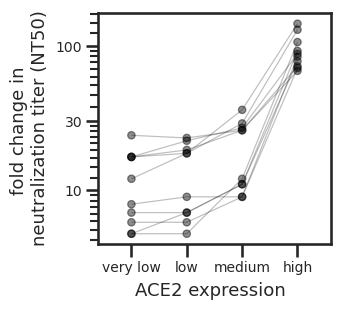 fold change in
neutralization titer (NT50)
100
30
10
very low low medium high
ACE2 expression